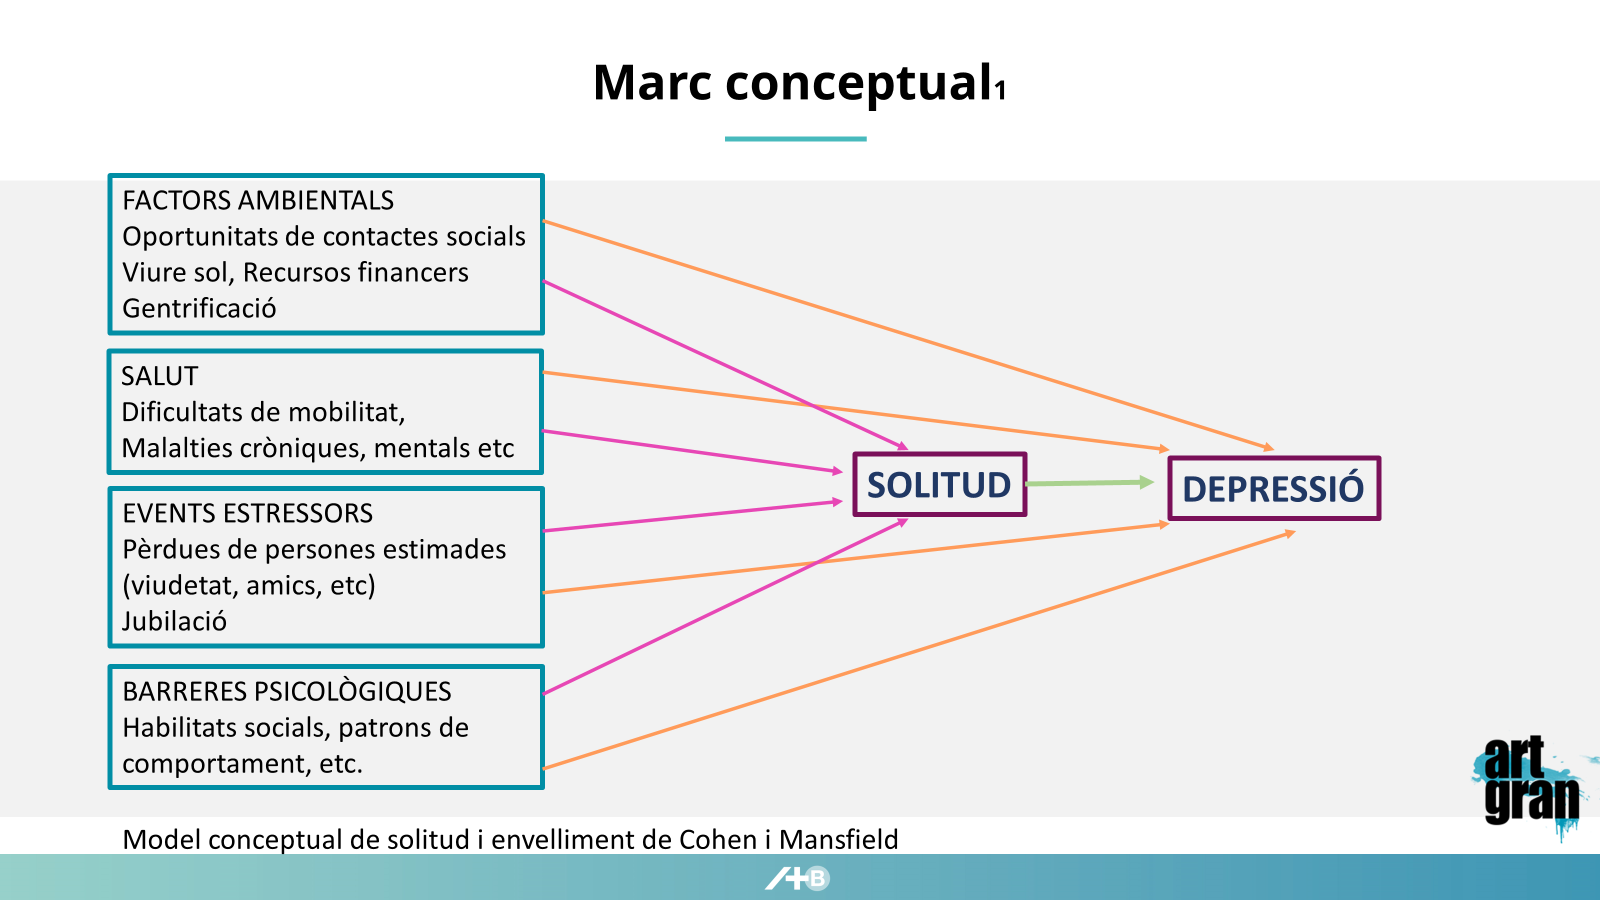 Marc conceptual1
FACTORS AMBIENTALS
Oportunitats de contactes socials
Viure sol, Recursos financers
Gentrificació
SALUT
Dificultats de mobilitat,
Malalties cròniques, mentals etc
EVENTS ESTRESSORS
Pèrdues de persones estimades
(viudetat, amics, etc)
Jubilació
BARRERES PSICOLÒGIQUES
Habilitats socials, patrons de
comportament, etc.
SOLITUD
DEPRESSIÓ
art
gran
Model conceptual de solitud i envelliment de Cohen i Mansfield
A+B